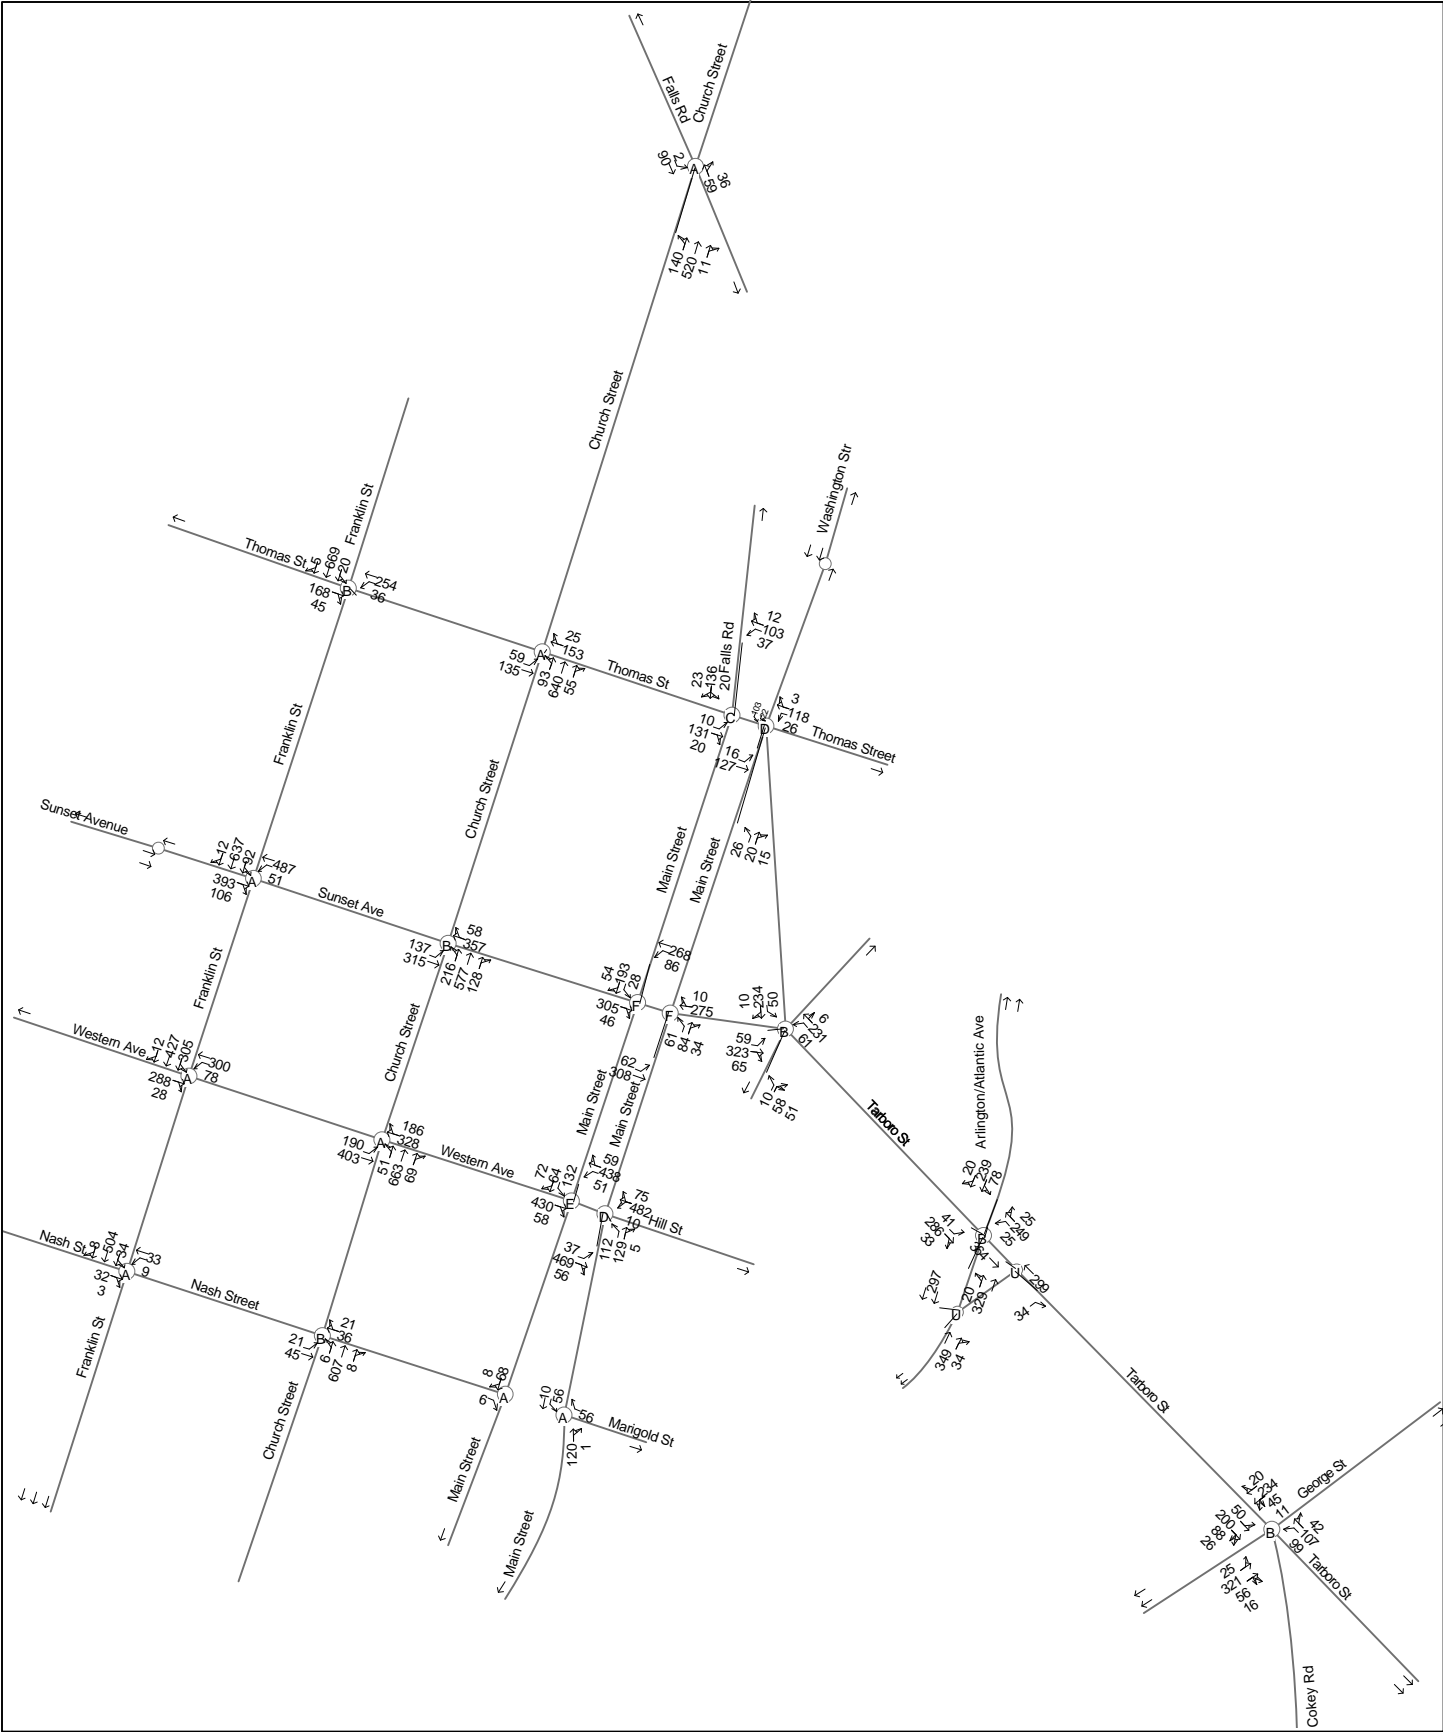 Falls Rd
Church Street
90
2
A
36
59
140
520
11
Church Street
Washington Str
Franklin St
Thomas St
5
669
20
B
254
36
168
45
25
153
A
59
135
93
640
55
Thomas St
Falls Rd
12
103
37
23
136
20
C
10
131
20
103
3
118
26
D
Thomas Street
16
127
26
20
15
Franklin St
Church Street
Main Street
Main Street
Sunset Avenue
12
637
92
487
51
A
393
106
Sunset Ave
58
357
B
137
315
216
577
128
268
86
54
193
28
F
305
46
10
275
F
61
84
34
62
308
10
234
50
6
231
61
B
59
323
65
10
58
51
Franklin St
Church Street
Main Street
Main Street
Western Ave
12
427
305
300
78
A
288
28
186
328
A
190
403
51
663
69
Western Ave
59
438
51
72
64
132
E
430
58
75
482
10
D
Hill St
37
469
56
112
129
5
Tarboro St
Arlington/Atlantic Ave
20
239
78
25
249
25
41
286
33
B
64
U
299
34
297
20
329
U
349
34
Nash St
8
504
34
33
9
A
32
3
Nash Street
21
36
B
21
45
6
607
8
8
68
A
6
10
56
56
A
120
1
Marigold St
Franklin St
Church Street
Main Street
Main Street
Tarboro St
George St
20
234
45
11
50
200
88
26
B
42
107
99
25
321
56
16
Tarboro St
Cokey Rd